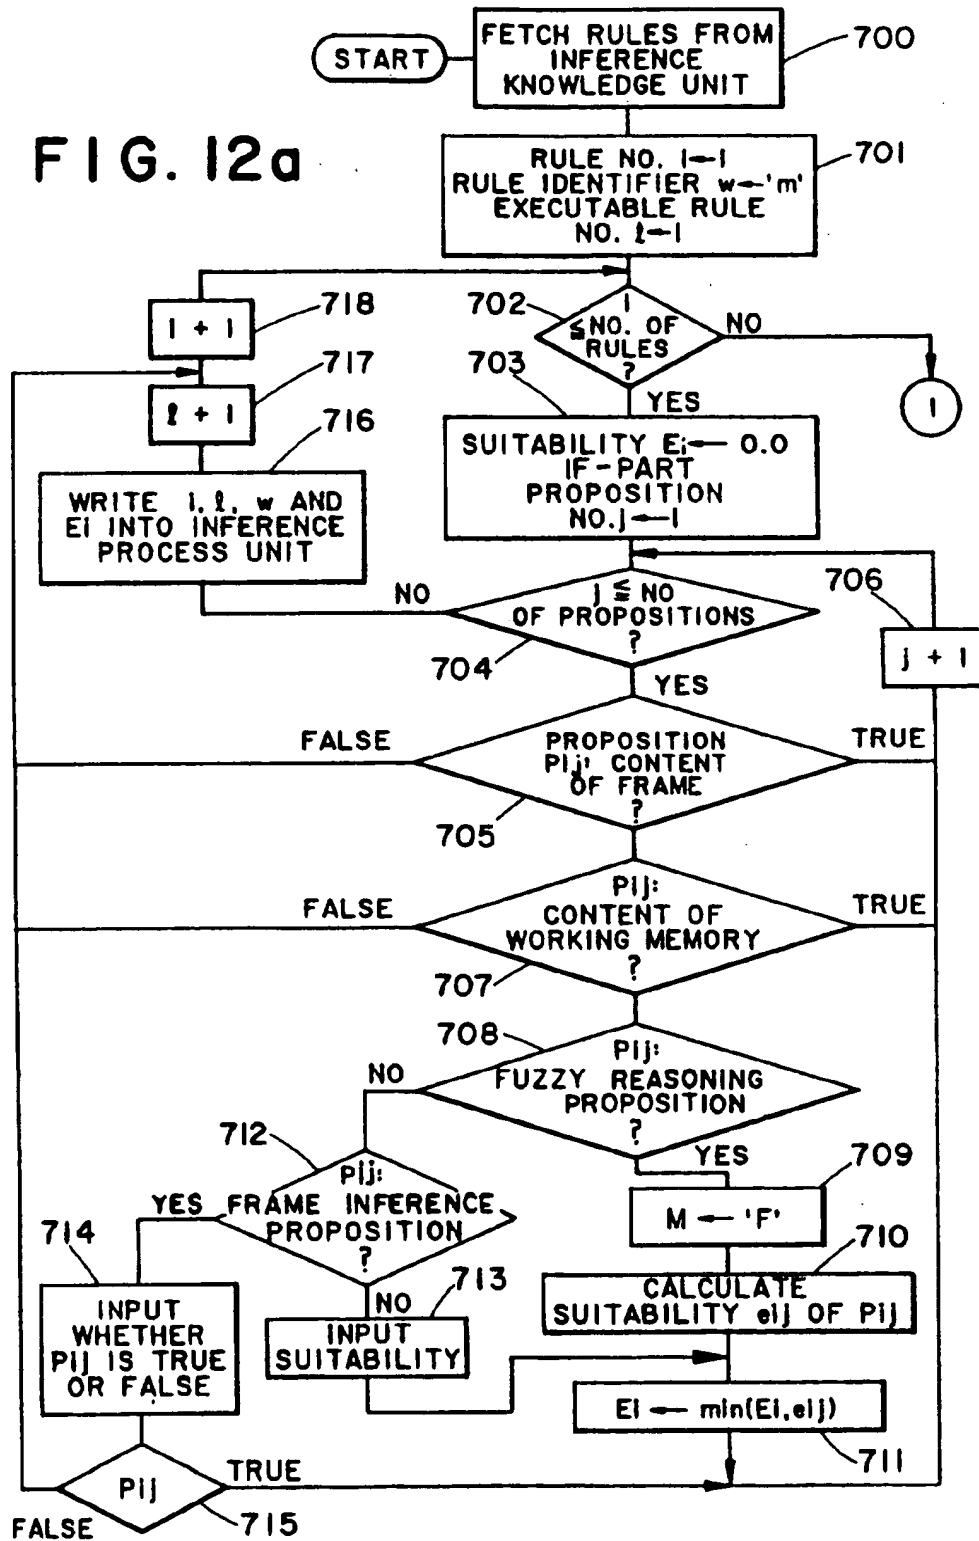 START
FETCH RULES FROM
INFERENCE
KNOWLEDGE UNIT
700
FIG. 12a
RULE NO. i←1
RULE IDENTIFIER w←'m'
EXECUTABLE RULE
NO. ℓ←1
701
i + 1
718
702
i
≦NO. OF
RULES
?
NO
1
717
ℓ + 1
703
YES
716
SUITABILITY Ei← 0.0
IF-PART
PROPOSITION
NO.j←1
WRITE i.ℓ, w AND
Ei INTO INFERENCE
PROCESS UNIT
706
NO
j ≦ NO
OF PROPOSITIONS
?
704
j + 1
YES
FALSE
PROPOSITION
Pij: CONTENT
OF FRAME
?
TRUE
705
FALSE
Pij:
CONTENT OF
WORKING MEMORY
?
TRUE
707
708
NO
Pij:
FUZZY REASONING
PROPOSITION
?
712
YES
709
Pij:
YES FRAME INFERENCE
PROPOSITION
?
M ← 'F'
714
710
713
NO
CALCULATE
SUITABILITY eij OF Pij
INPUT
WHETHER
Pij IS TRUE
OR FALSE
INPUT
SUITABILITY
Ei ← min(Ei,eij)
711
Pij
TRUE
FALSE
715